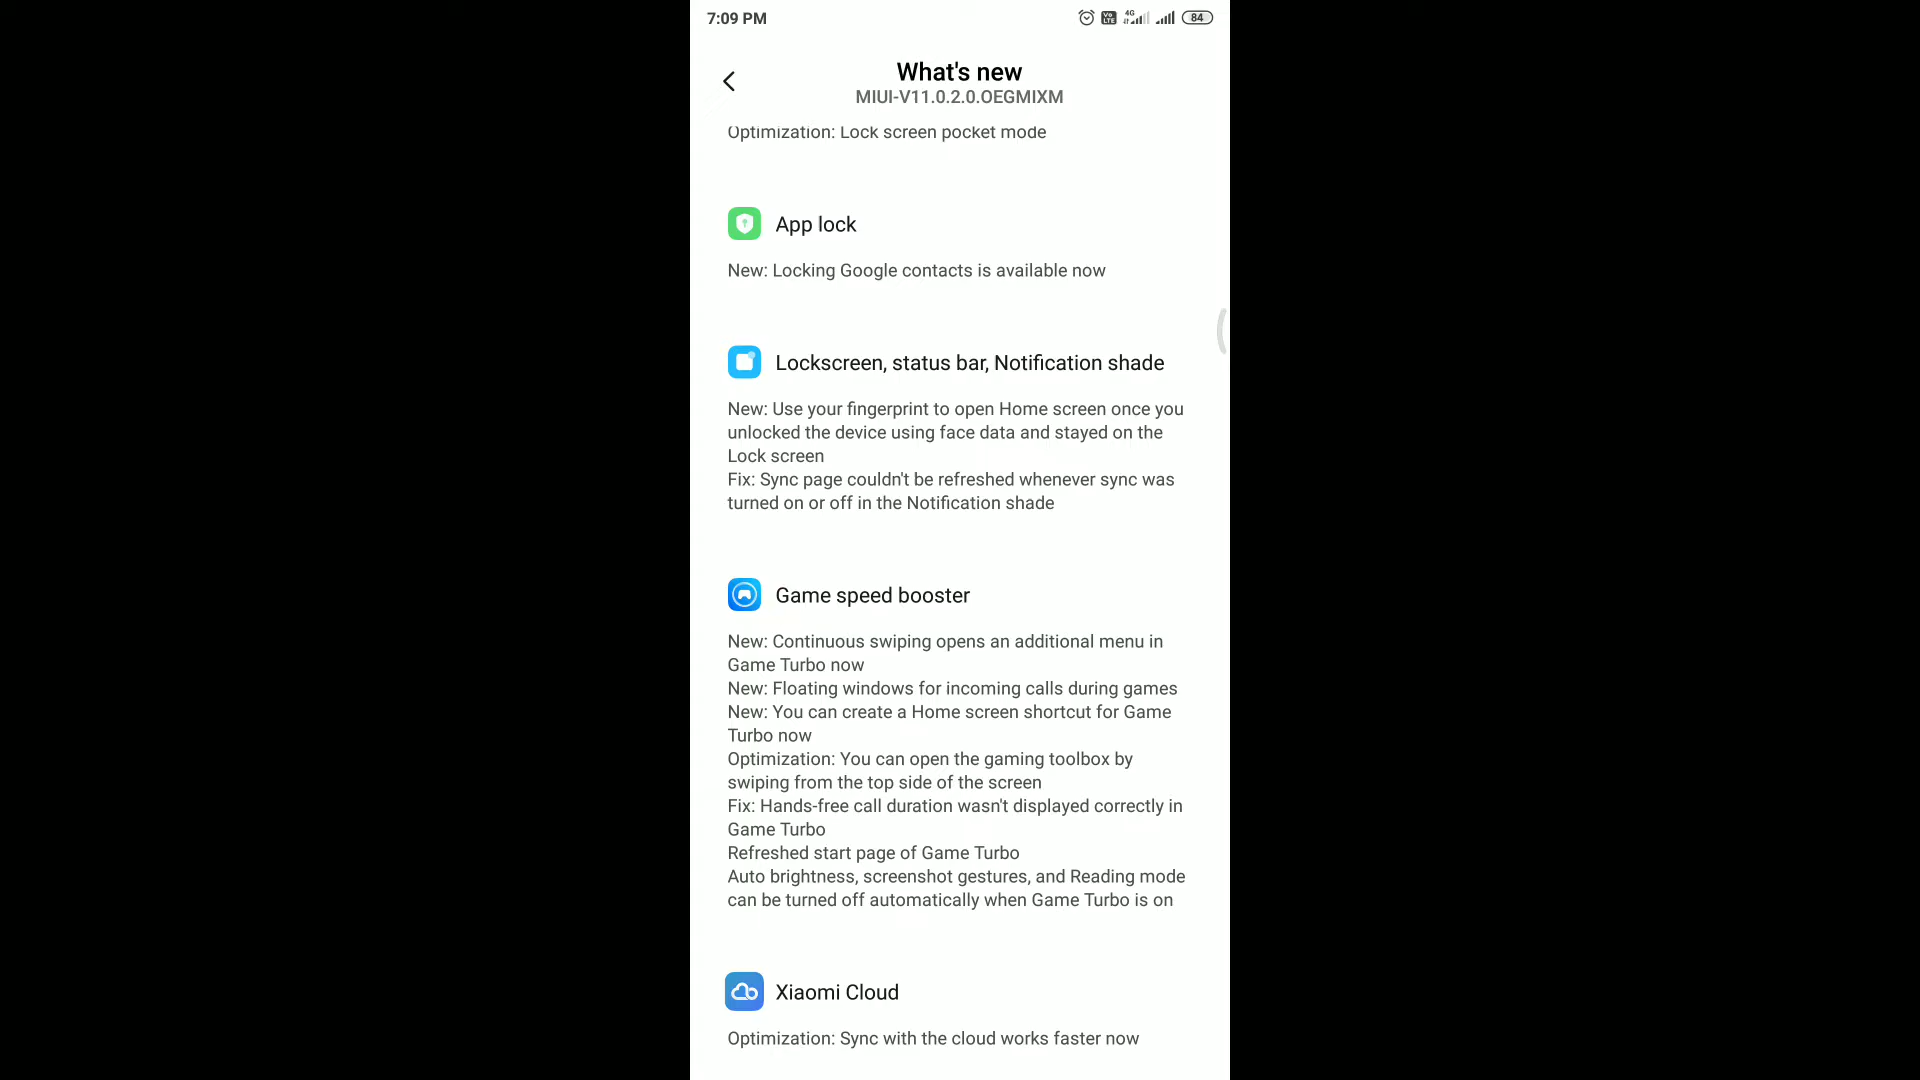 7:09 PM
Vo LTE 4G 84
What's new
MIUI-V11.0.2.0.OEGMIXM
Optimization: Lock screen pocket mode
App lock
New: Locking Google contacts is available now
Lockscreen, status bar, Notification shade
New: Use your fingerprint to open Home screen once you
unlocked the device using face data and stayed on the
Lock screen
Fix: Sync page couldn't be refreshed whenever sync was
turned on or off in the Notification shade
Game speed booster
New: Continuous swiping opens an additional menu in
Game Turbo now
New: Floating windows for incoming calls during games
New: You can create a Home screen shortcut for Game
Turbo now
Optimization: You can open the gaming toolbox by
swiping from the top side of the screen
Fix: Hands-free call duration wasn't displayed correctly in
Game Turbo
Refreshed start page of Game Turbo
Auto brightness, screenshot gestures, and Reading mode
can be turned off automatically when Game Turbo is on
Xiaomi Cloud
Optimization: Sync with the cloud works faster now